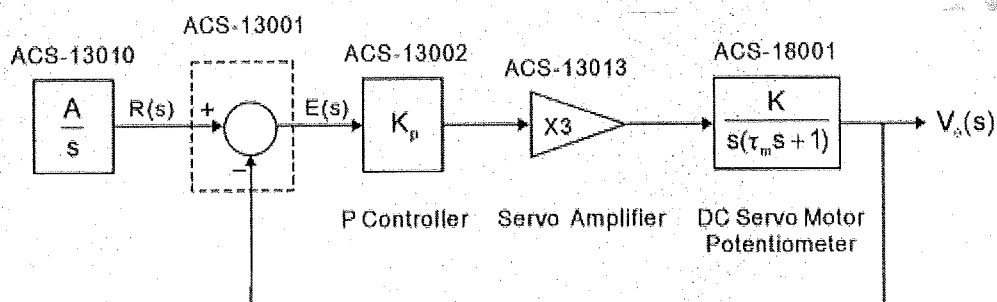 ACS-13001
ACS-13010
ACS-13002
ACS-13013
ACS-18001
A
s
R(s)
+
−
E(s)
Kp
X3
K
s(τms + 1)
Vθ(s)
P Controller
Servo Amplifier
DC Servo Motor
Potentiometer